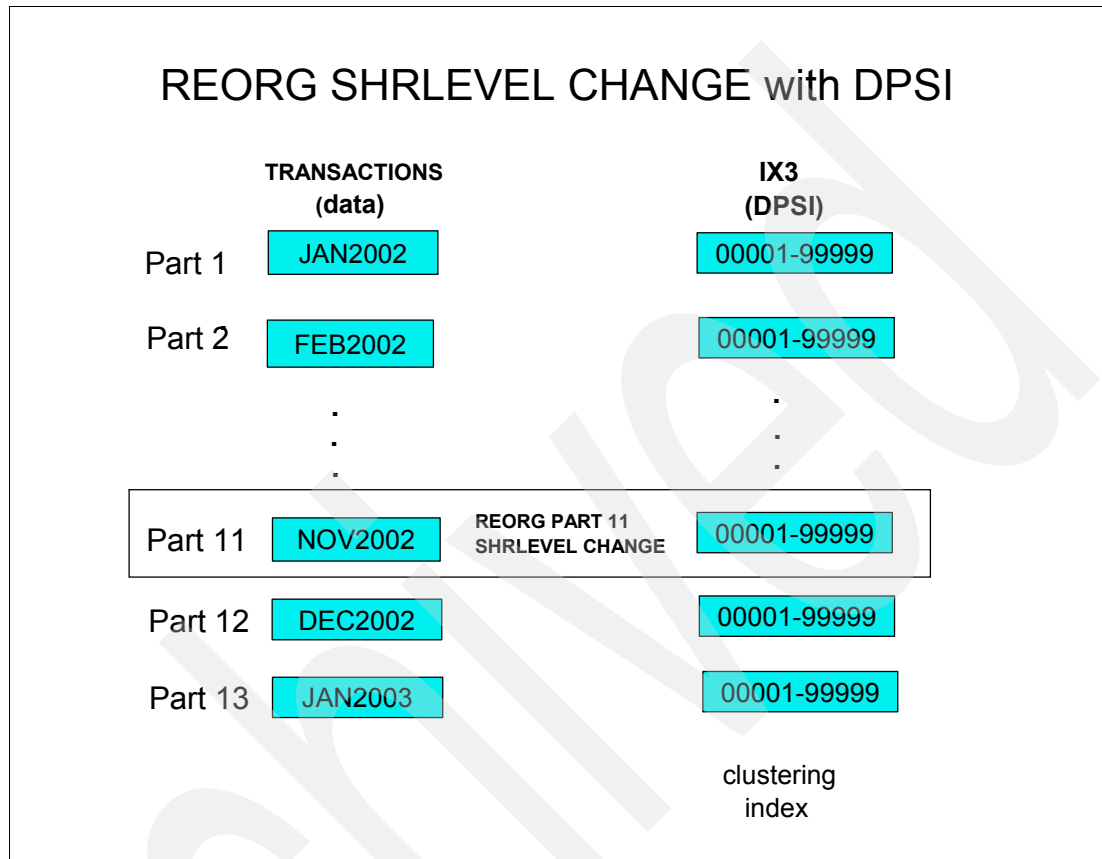 REORG SHRLEVEL CHANGE with DPSI
TRANSACTIONS
(data)
IX3
(DPSI)
Part 1
JAN2002
00001-99999
Part 2
FEB2002
00001-99999
.
.
.
.
.
.
Part 11
NOV2002
REORG PART 11
SHRLEVEL CHANGE
00001-99999
Part 12
DEC2002
00001-99999
Part 13
JAN2003
00001-99999
clustering
index